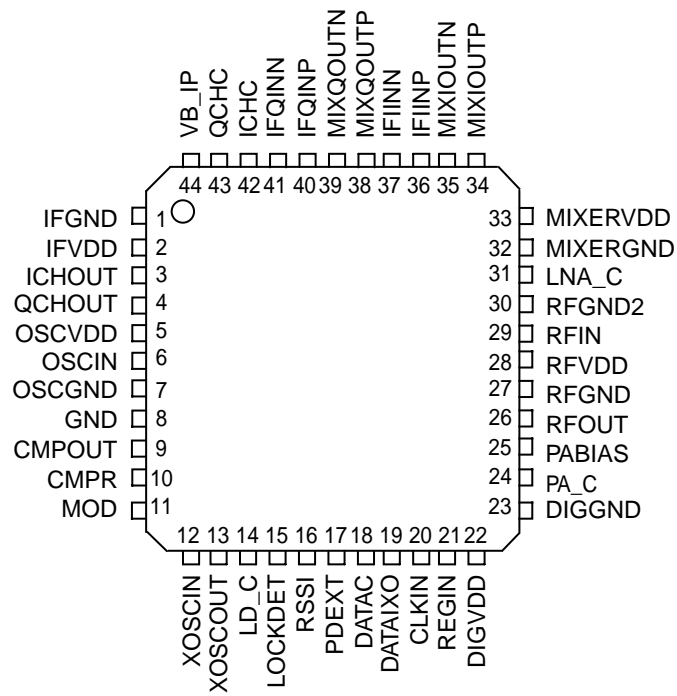 VB_IP
QCHC
ICHC
IFQINN
IFQINP
MIXQOUTN
MIXQOUTP
IFIINN
IFIINP
MIXIOUTN
MIXIOUTP
44 43 42 41 40 39 38 37 36 35 34
IFGND 1
IFVDD 2
ICHOUT 3
QCHOUT 4
OSCVDD 5
OSCIN 6
OSCGND 7
GND 8
CMPOUT 9
CMPR 10
MOD 11
33 MIXERVDD
32 MIXERGND
31 LNA_C
30 RFGND2
29 RFIN
28 RFVDD
27 RFGND
26 RFOUT
25 PABIAS
24 PA_C
23 DIGGND
12 13 14 15 16 17 18 19 20 21 22
XOSCIN
XOSCOUT
LD_C
LOCKDET
RSSI
PDEXT
DATAC
DATAIXO
CLKIN
REGIN
DIGVDD